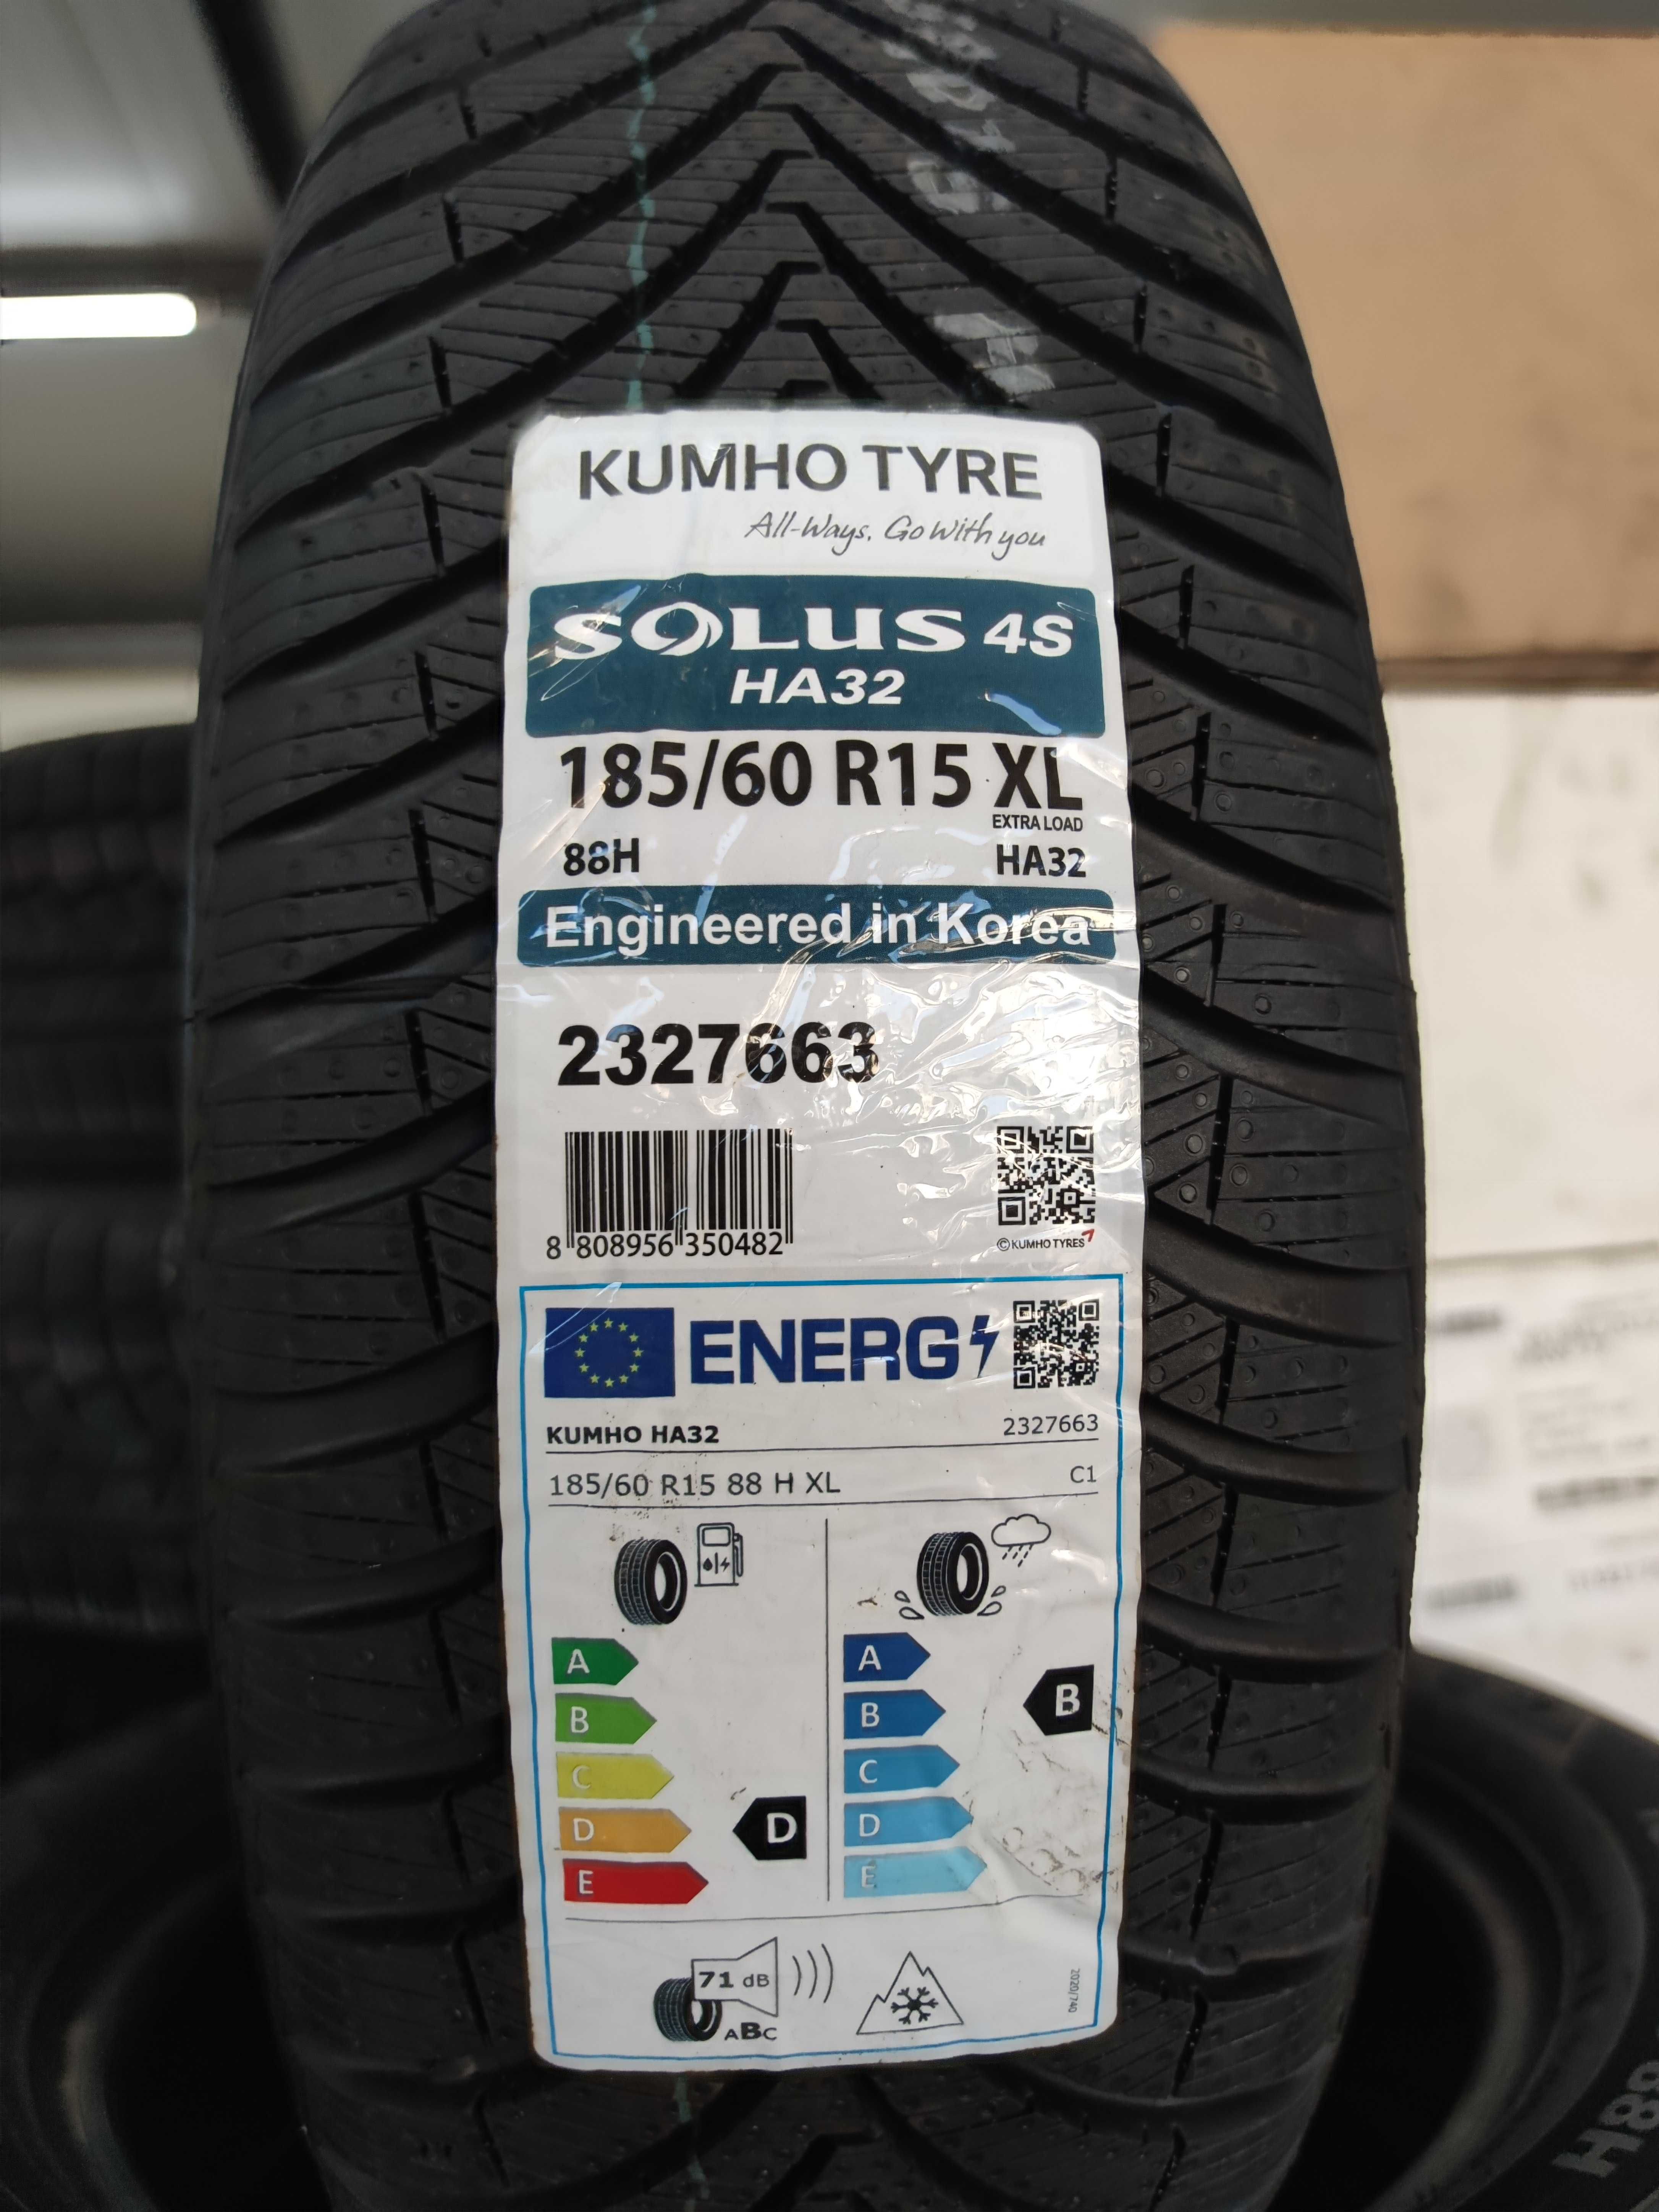 KUMHO TYRE
All-Ways, Go With you
SOLUS 4S
HA32
185/60 R15 XL
EXTRA LOAD
88H HA32
Engineered in Korea
2327663
8 808956 350482
© KUMHO TYRES
ENERG
KUMHO HA32 2327663
185/60 R15 88 H XL C1
A A
B B B
C C
D D D
E E
71 dB
ABC
2020/740
88H